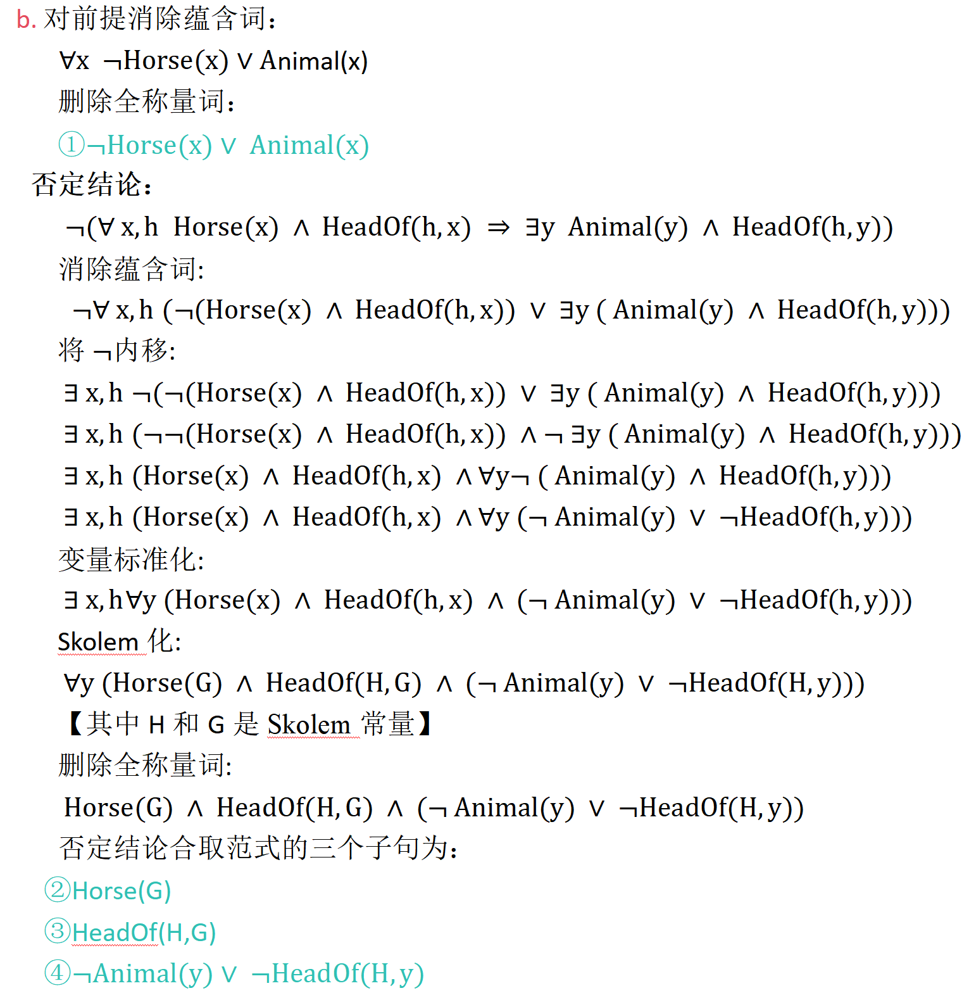 b. 对前提消除蕴含词：
∀x ¬Horse(x) ∨ Animal(x)
删除全称量词：
①¬Horse(x) ∨ Animal(x)
否定结论：
¬(∀ x, h Horse(x) ∧ HeadOf(h, x) ⇒ ∃y Animal(y) ∧ HeadOf(h, y))
消除蕴含词:
¬∀ x, h (¬(Horse(x) ∧ HeadOf(h, x)) ∨ ∃y ( Animal(y) ∧ HeadOf(h, y)))
将 ¬内移:
∃ x, h ¬(¬(Horse(x) ∧ HeadOf(h, x)) ∨ ∃y ( Animal(y) ∧ HeadOf(h, y)))
∃ x, h (¬¬(Horse(x) ∧ HeadOf(h, x)) ∧ ¬ ∃y ( Animal(y) ∧ HeadOf(h, y)))
∃ x, h (Horse(x) ∧ HeadOf(h, x) ∧ ∀y¬ ( Animal(y) ∧ HeadOf(h, y)))
∃ x, h (Horse(x) ∧ HeadOf(h, x) ∧ ∀y (¬ Animal(y) ∨ ¬HeadOf(h, y)))
变量标准化:
∃ x, h ∀y (Horse(x) ∧ HeadOf(h, x) ∧ (¬ Animal(y) ∨ ¬HeadOf(h, y)))
Skolem 化:
∀y (Horse(G) ∧ HeadOf(H, G) ∧ (¬ Animal(y) ∨ ¬HeadOf(H, y)))
【其中 H 和 G 是 Skolem 常量】
删除全称量词:
Horse(G) ∧ HeadOf(H, G) ∧ (¬ Animal(y) ∨ ¬HeadOf(H, y))
否定结论合取范式的三个子句为：
②Horse(G)
③HeadOf(H,G)
④¬Animal(y) ∨ ¬HeadOf(H, y)